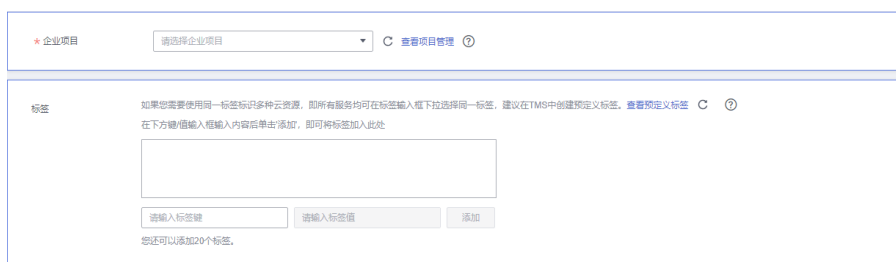 * 企业项目 请选择企业项目 查看项目管理
标签 如果您需要使用同一标签标识多种云资源，即所有服务均可在标签输入框下拉选择同一标签，建议在TMS中创建预定义标签。查看预定义标签
在下方键/值输入框输入内容后单击'添加'，即可将标签加入此处
请输入标签键 请输入标签值 添加
您还可以添加20个标签。